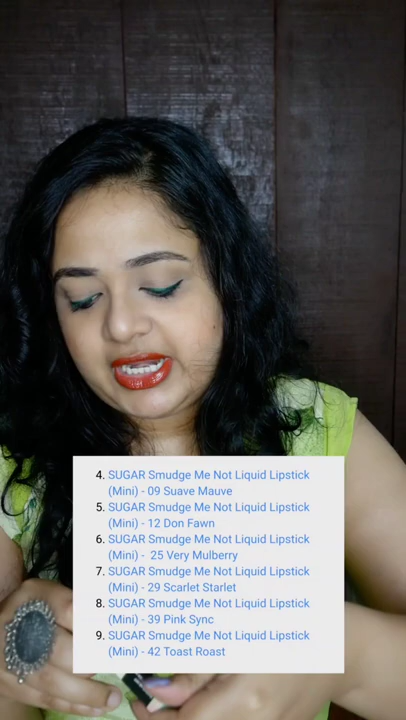 4. SUGAR Smudge Me Not Liquid Lipstick
(Mini) - 09 Suave Mauve
5. SUGAR Smudge Me Not Liquid Lipstick
(Mini) - 12 Don Fawn
6. SUGAR Smudge Me Not Liquid Lipstick
(Mini) - 25 Very Mulberry
7. SUGAR Smudge Me Not Liquid Lipstick
(Mini) - 29 Scarlet Starlet
8. SUGAR Smudge Me Not Liquid Lipstick
(Mini) - 39 Pink Sync
9. SUGAR Smudge Me Not Liquid Lipstick
(Mini) - 42 Toast Roast